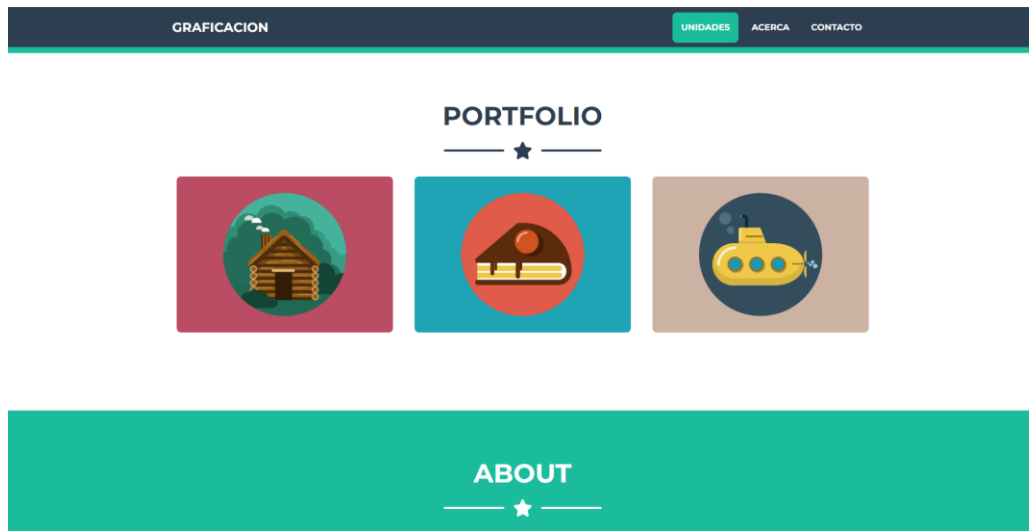 GRAFICACION
UNIDADES ACERCA CONTACTO
PORTFOLIO
ABOUT